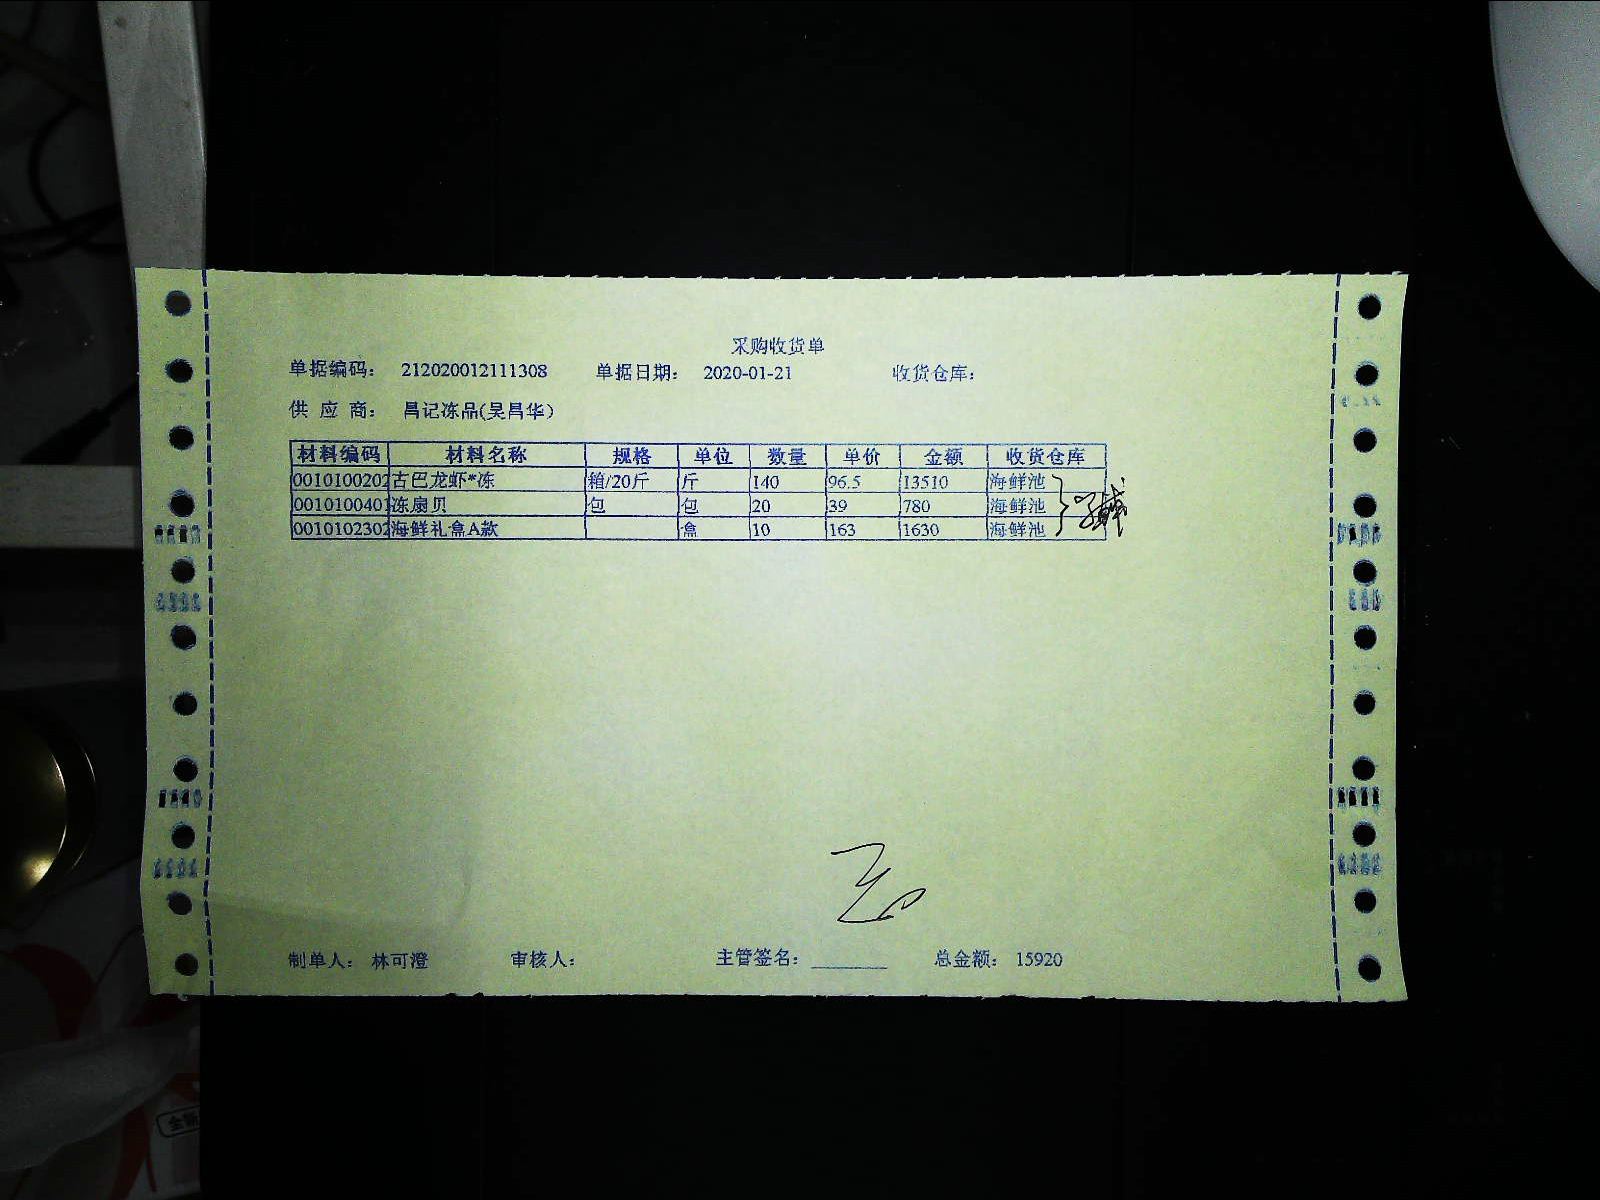 采购收货单
单据编码： 212020012111308 单据日期： 2020-01-21 收货仓库：
供 应 商： 昌记冻品(吴昌华)
材料编码 材料名称 规格 单位 数量 单价 金额 收货仓库
0010100202 古巴龙虾*冻 箱/20斤 斤 140 96.5 13510 海鲜池
0010100401 冻扇贝 包 包 20 39 780 海鲜池
0010102302 海鲜礼盒A款 盒 10 163 1630 海鲜池
制单人： 林可澄 审核人： 主管签名： 总金额： 15920